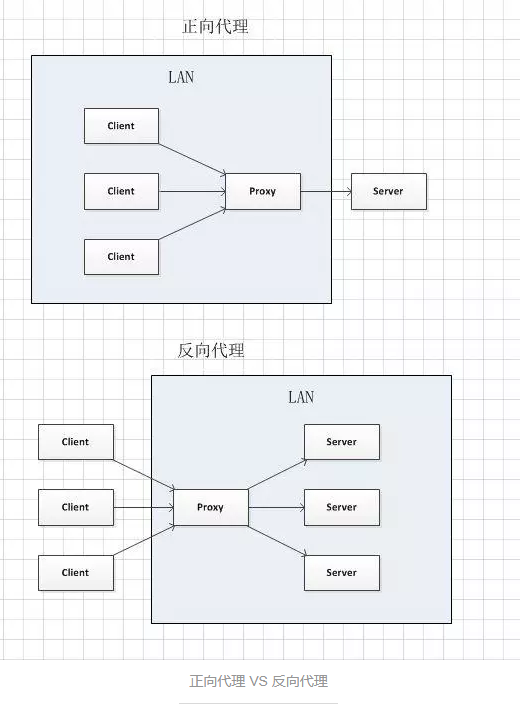 正向代理
LAN
Client
Client
Proxy
Server
Client
反向代理
LAN
Client
Server
Client
Proxy
Server
Client
Server
正向代理 VS 反向代理